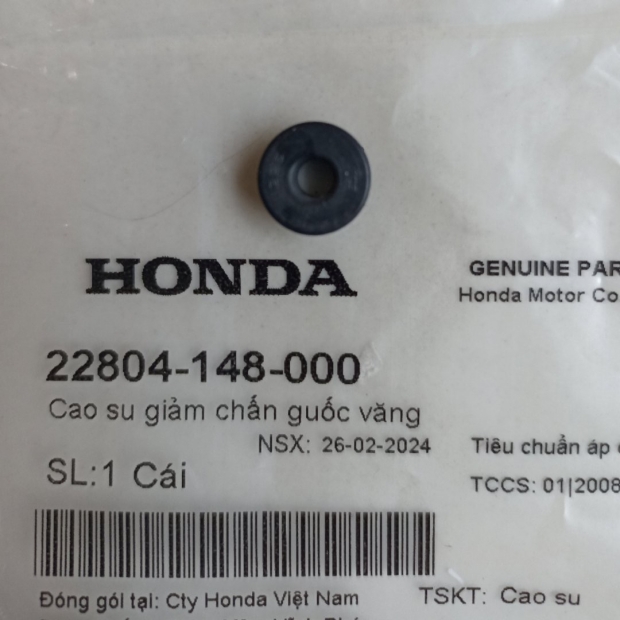 HONDA
GENUINE PAR
Honda Motor Co
22804-148-000
Cao su giảm chấn guốc văng
NSX: 26-02-2024
Tiêu chuẩn áp
SL:1 Cái
TCCS: 01|2008
Đóng gói tại: Cty Honda Việt Nam
TSKT: Cao su